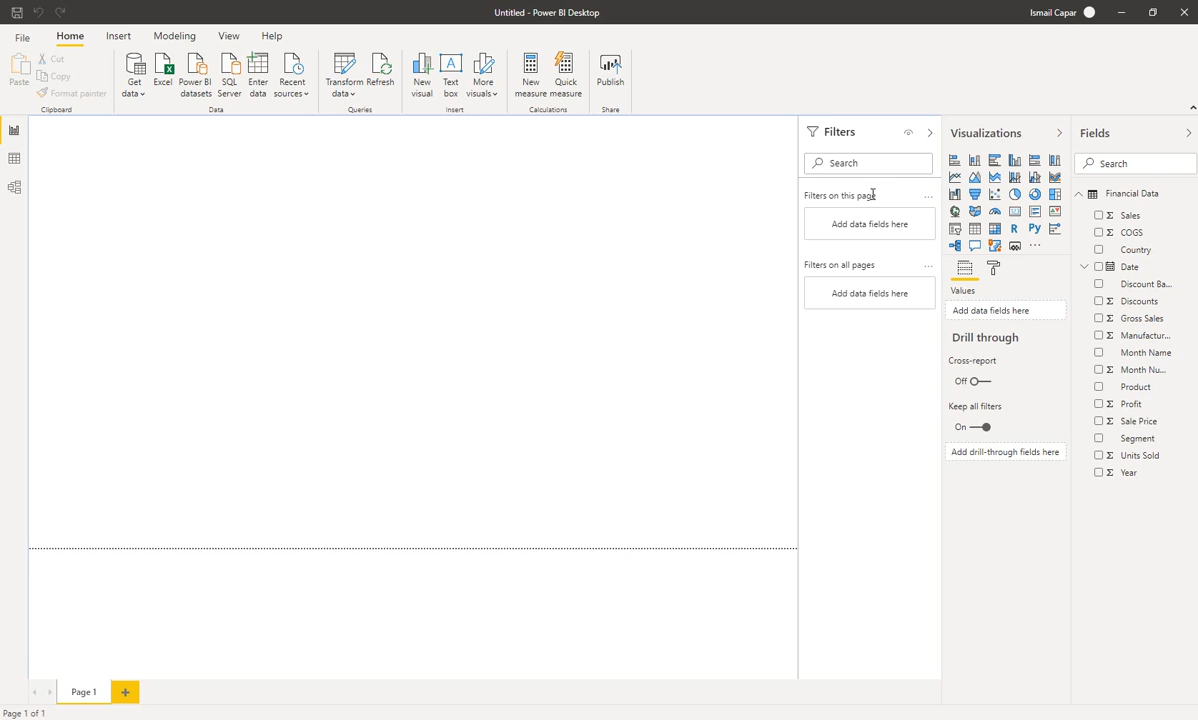 Untitled - Power BI Desktop
Ismail Capar
File
Home
Insert
Modeling
View
Help
Paste
Cut
Copy
Format painter
Clipboard
Get data
Excel
Power BI datasets
SQL Server
Enter data
Recent sources
Data
Transform data
Refresh
Queries
New visual
Text box
More visuals
Insert
New measure
Quick measure
Calculations
Publish
Share
Filters
Search
Filters on this page
...
Add data fields here
Filters on all pages
...
Add data fields here
Visualizations
R
Py
...
Values
Add data fields here
Drill through
Cross-report
Off
Keep all filters
On
Add drill-through fields here
Fields
Search
Financial Data
Σ Sales
Σ COGS
Country
Date
Discount Ba...
Σ Discounts
Σ Gross Sales
Σ Manufactur...
Month Name
Σ Month Nu...
Product
Σ Profit
Σ Sale Price
Segment
Σ Units Sold
Σ Year
Page 1
Page 1 of 1